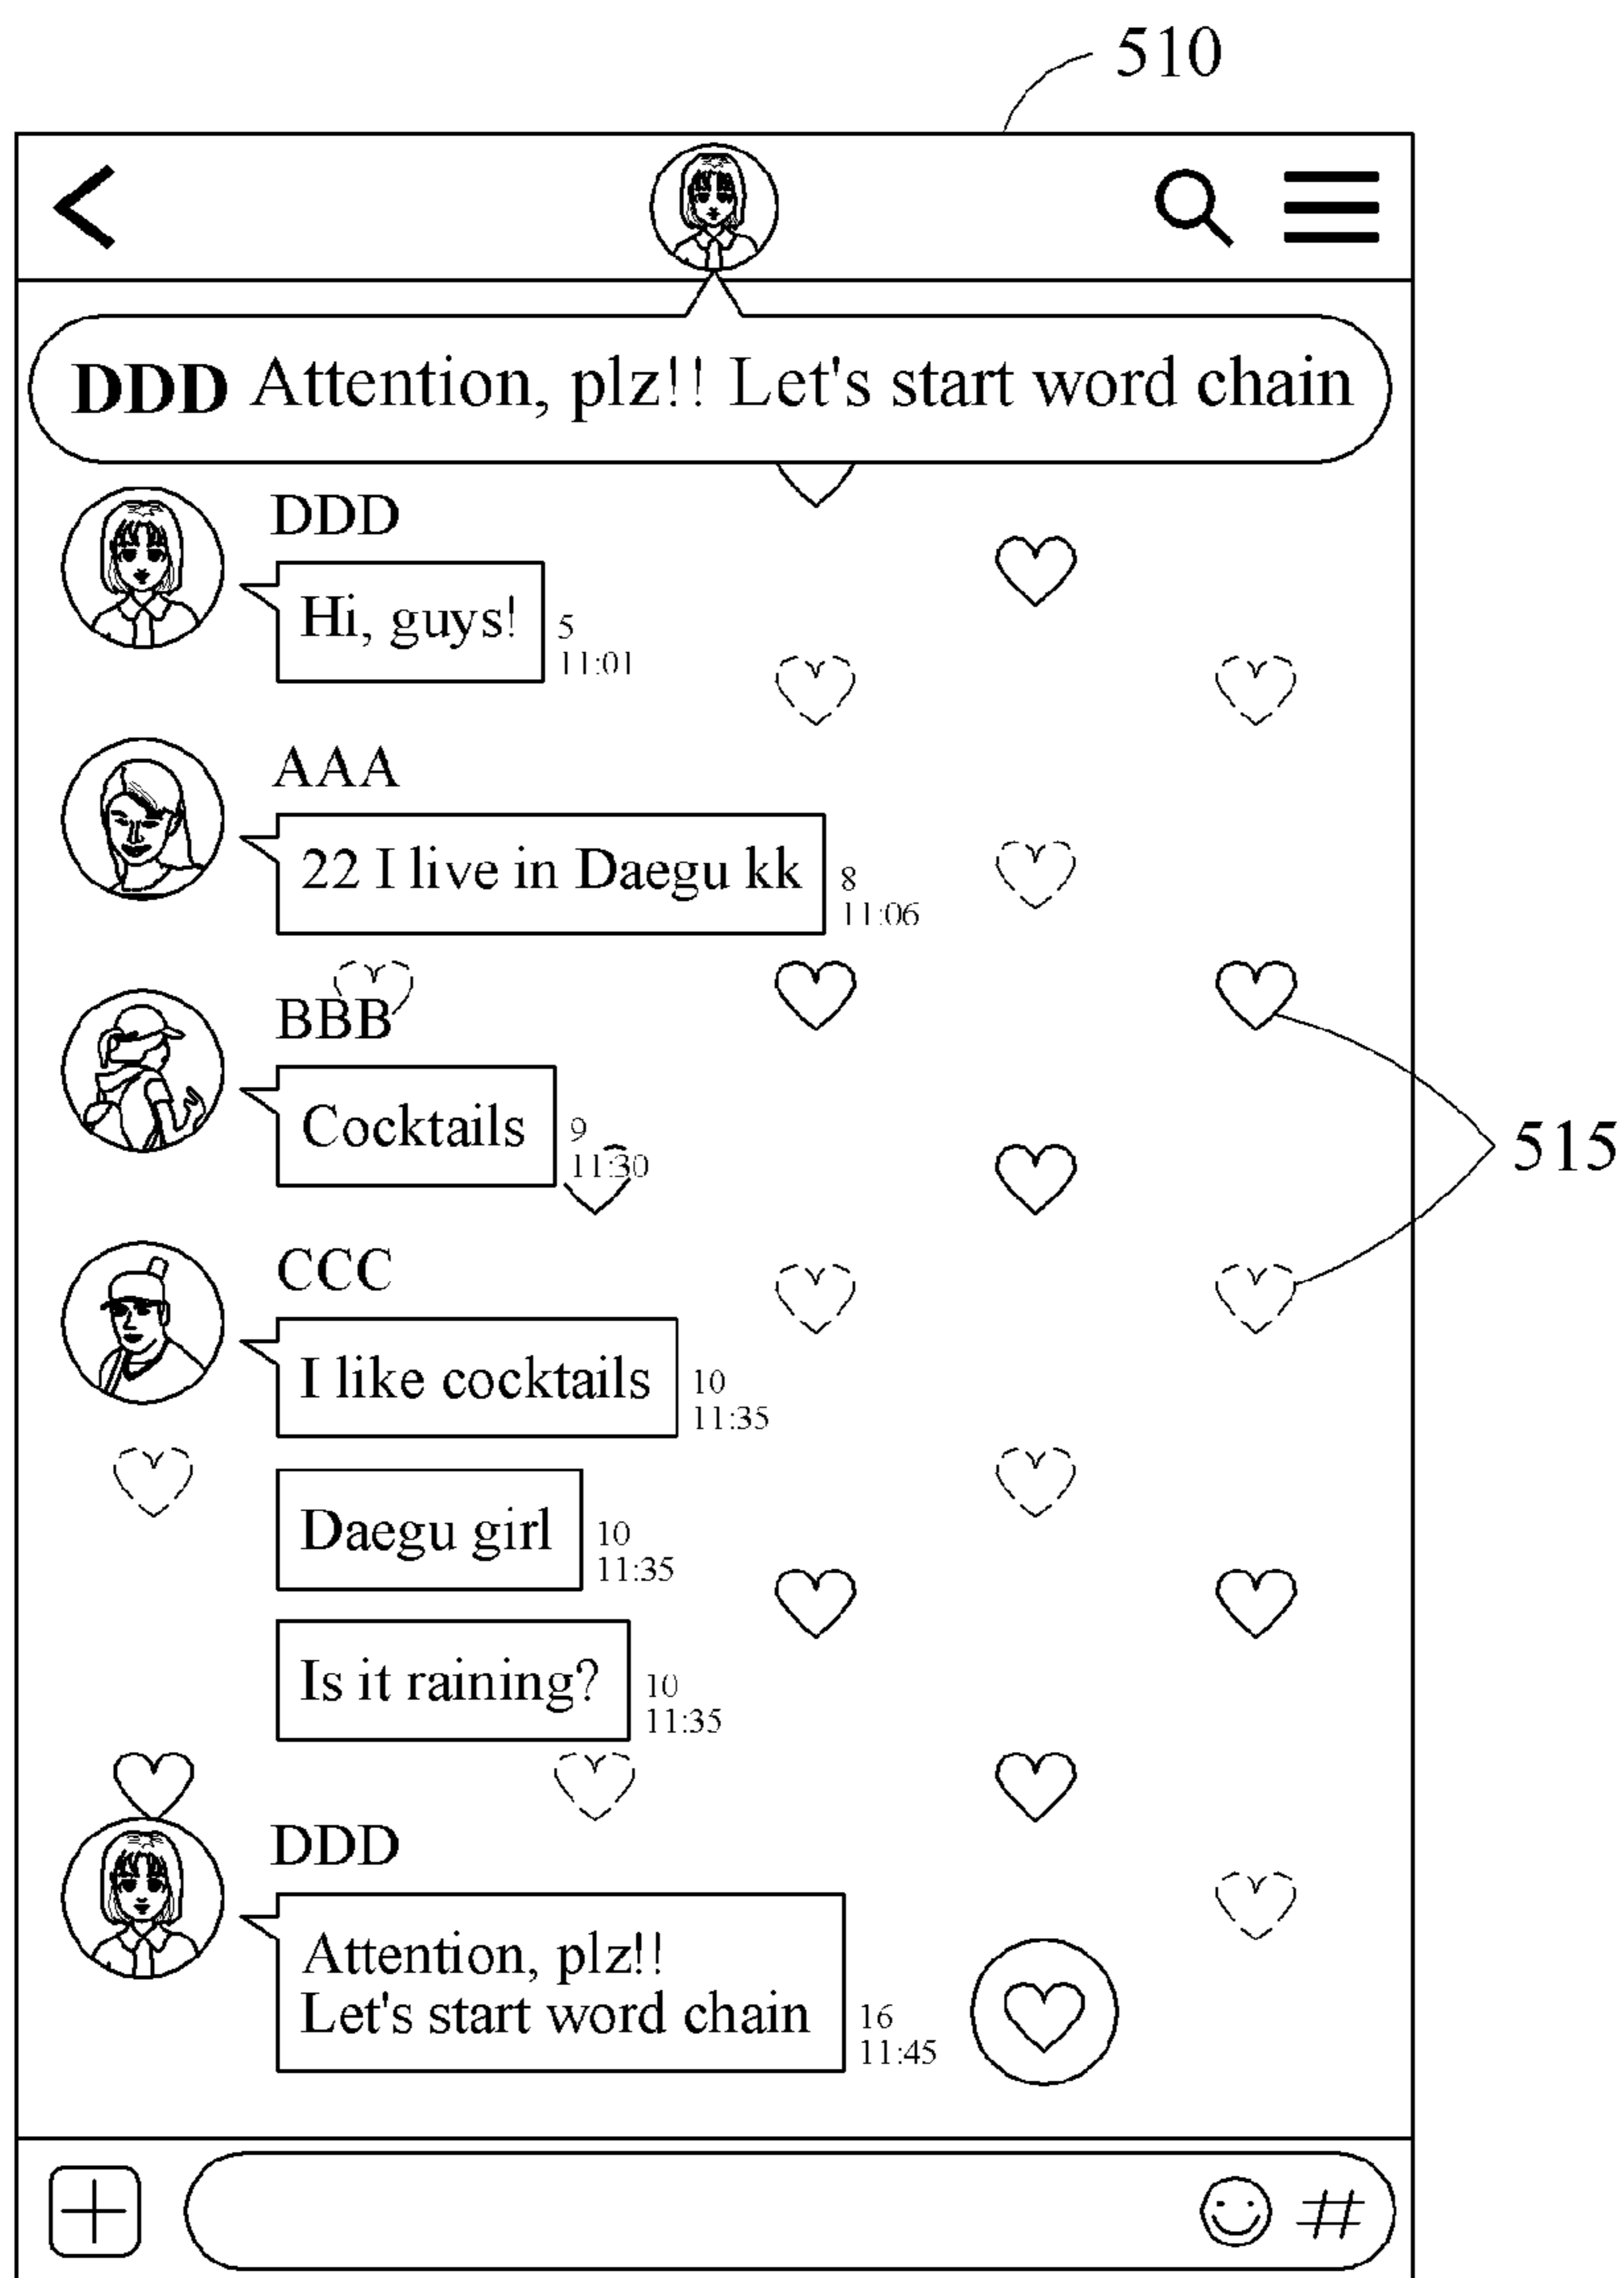 510
DDD Attention, plz!! Let's start word chain
DDD
Hi, guys!
5
11:01
AAA
22 I live in Daegu kk
8
11:06
BBB
Cocktails
9
11:30
515
CCC
I like cocktails
10
11:35
Daegu girl
10
11:35
Is it raining?
10
11:35
DDD
Attention, plz!!
Let's start word chain
16
11:45
#